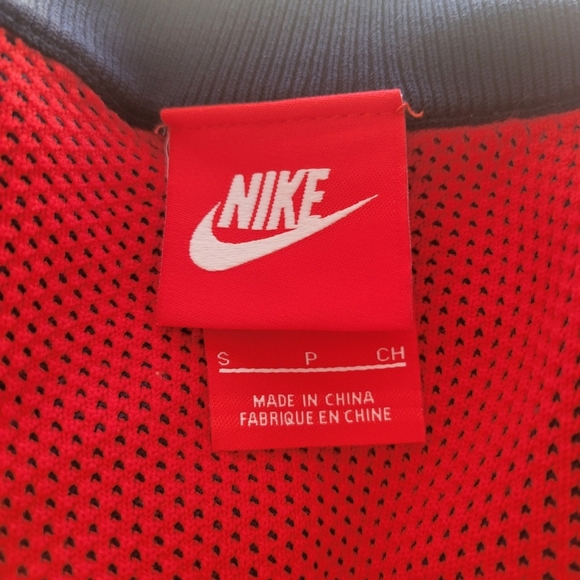 NIKE
S P CH
MADE IN CHINA
FABRIQUE EN CHINE